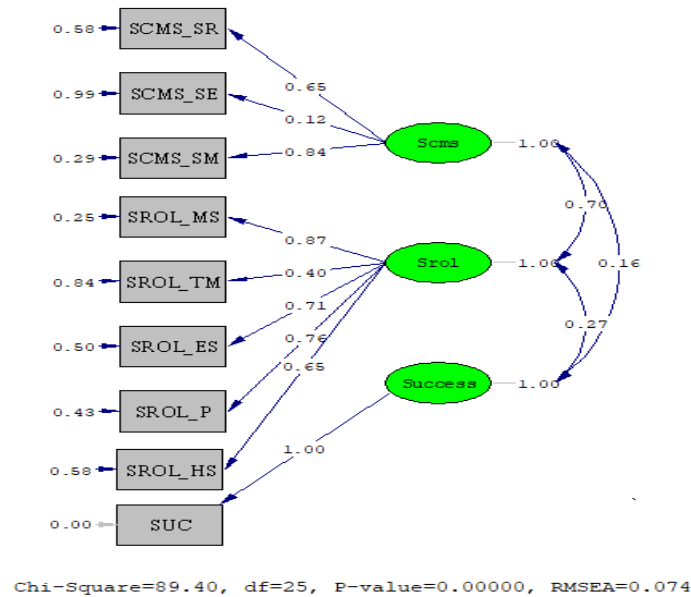 0.58 SCMS_SR
0.65
0.99 SCMS_SE
0.12
0.29 SCMS_SM
0.84
Scms 1.00
0.25 SROL_MS
0.87
0.70
0.84 SROL_TM
0.40
Srol 1.00
0.16
0.50 SROL_ES
0.71
0.76
0.27
0.65
Success 1.00
0.43 SROL_P
1.00
0.58 SROL_HS
0.00 SUC
Chi-Square=89.40, df=25, P-value=0.00000, RMSEA=0.074